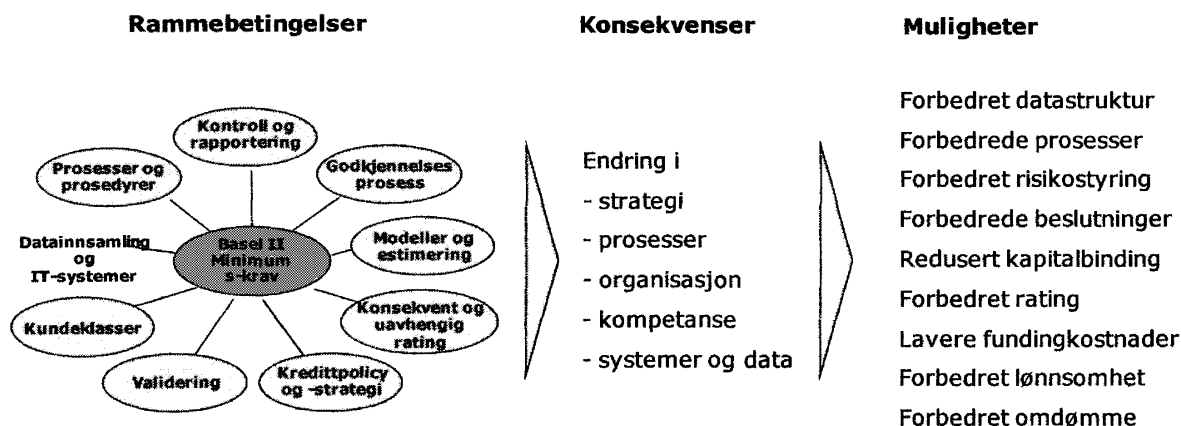 Rammebetingelser
Konsekvenser
Muligheter
Kontroll og
rapportering
Prosesser og
prosedyrer
Godkjennelses
prosess
Datainnsamling
og
IT-systemer
Basel II
Minimum
s-krav
Modeller og
estimering
Kundeklasser
Konsekvent og
uavhengig
rating
Validering
Kredittpolicy
og -strategi
Endring i
- strategi
- prosesser
- organisasjon
- kompetanse
- systemer og data
Forbedret datastruktur
Forbedrede prosesser
Forbedret risikostyring
Forbedrede beslutninger
Redusert kapitalbinding
Forbedret rating
Lavere fundingkostnader
Forbedret lønnsomhet
Forbedret omdømme